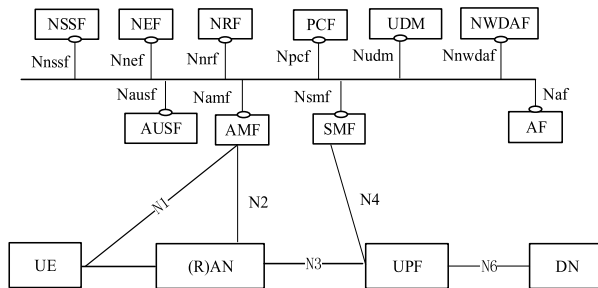 NSSF NEF NRF PCF UDM NWDAF
Nnssf Nnef Nnrf Npcf Nudm Nnwdaf
Nausf Namf Nsmf Naf
AUSF AMF SMF AF
N1 N2 N4
UE (R)AN N3 UPF N6 DN